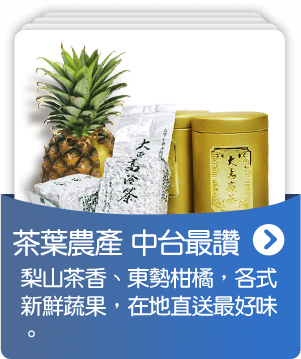 大高嶺茶
茶葉農產 中台最讚
梨山茶香、東勢柑橘，各式
新鮮蔬果，在地直送最好味
。